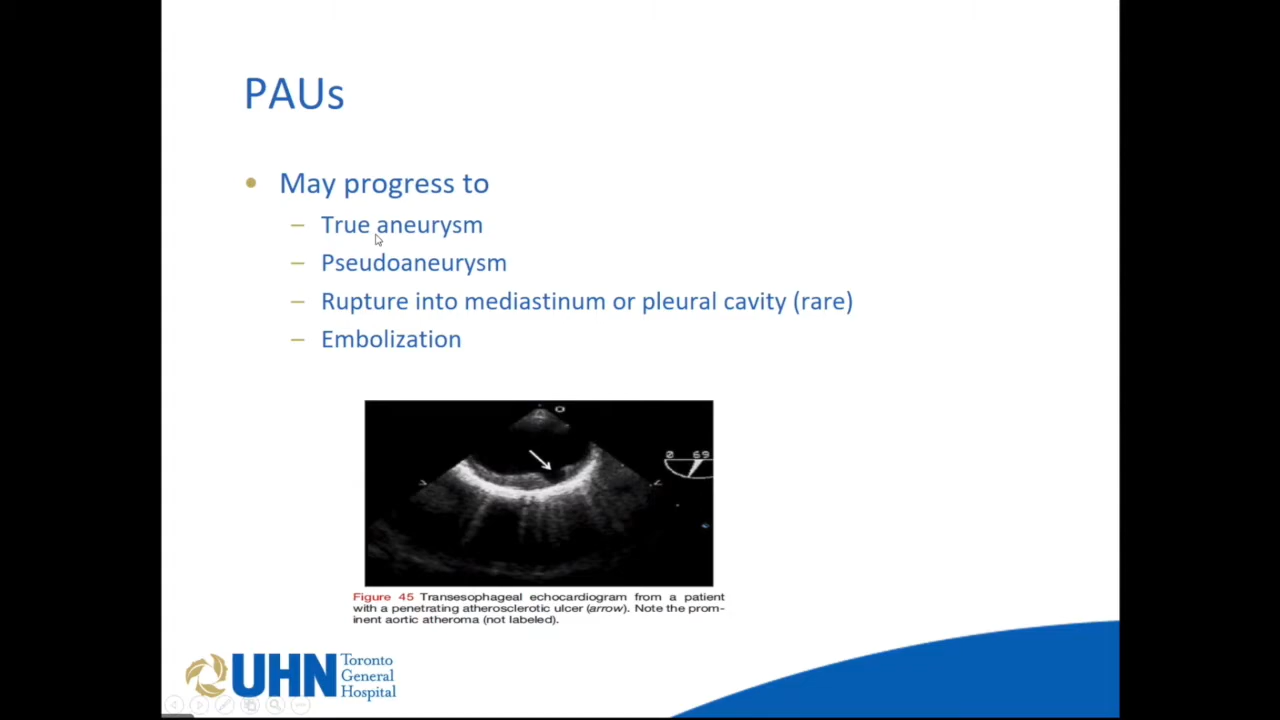 PAUs
• May progress to
– True aneurysm
– Pseudoaneurysm
– Rupture into mediastinum or pleural cavity (rare)
– Embolization
0 69
Figure 45 Transesophageal echocardiogram from a patient
with a penetrating atherosclerotic ulcer (arrow). Note the prom-
inent aortic atheroma (not labeled).
UHN
Toronto
General
Hospital